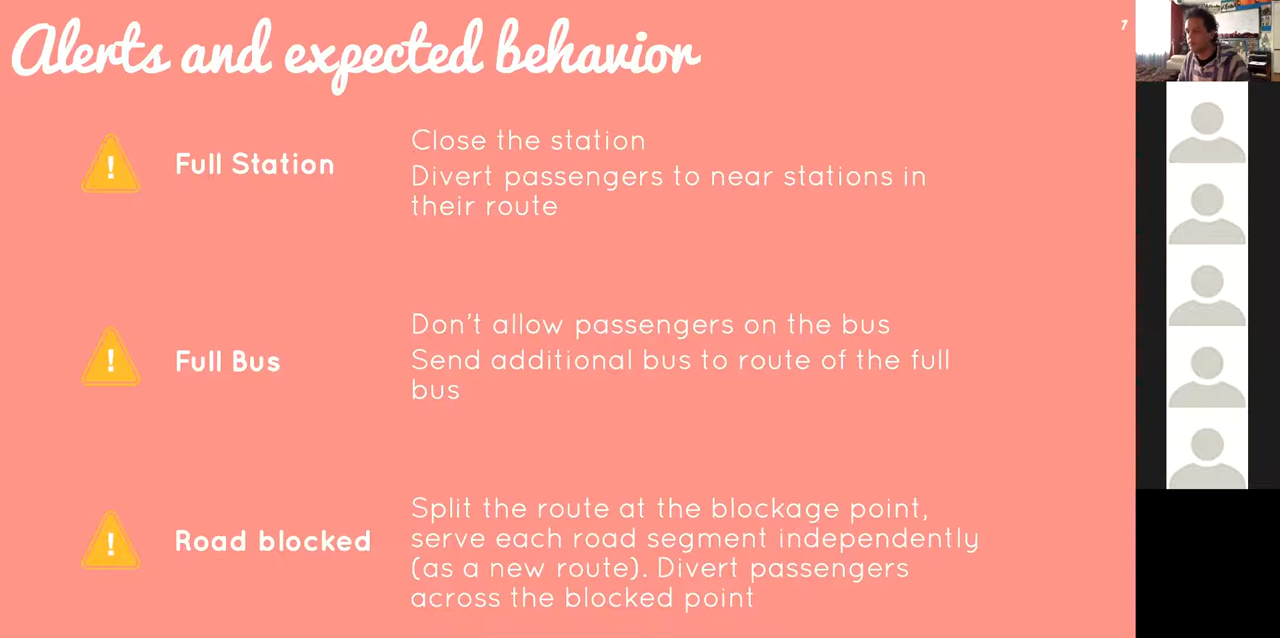 Alerts and expected behavior
7
! Full Station
Close the station
Divert passengers to near stations in
their route
! Full Bus
Don't allow passengers on the bus
Send additional bus to route of the full
bus
! Road blocked
Split the route at the blockage point,
serve each road segment independently
(as a new route). Divert passengers
across the blocked point